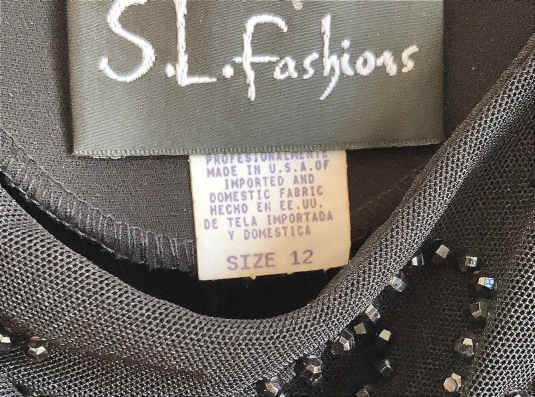 S.L. Fashions
PROFESIONALMENTE
MADE IN U.S.A. OF
IMPORTED AND
DOMESTIC FABRIC
HECHO EN EE.UU.
DE TELA IMPORTADA
Y DOMESTICA
SIZE 12